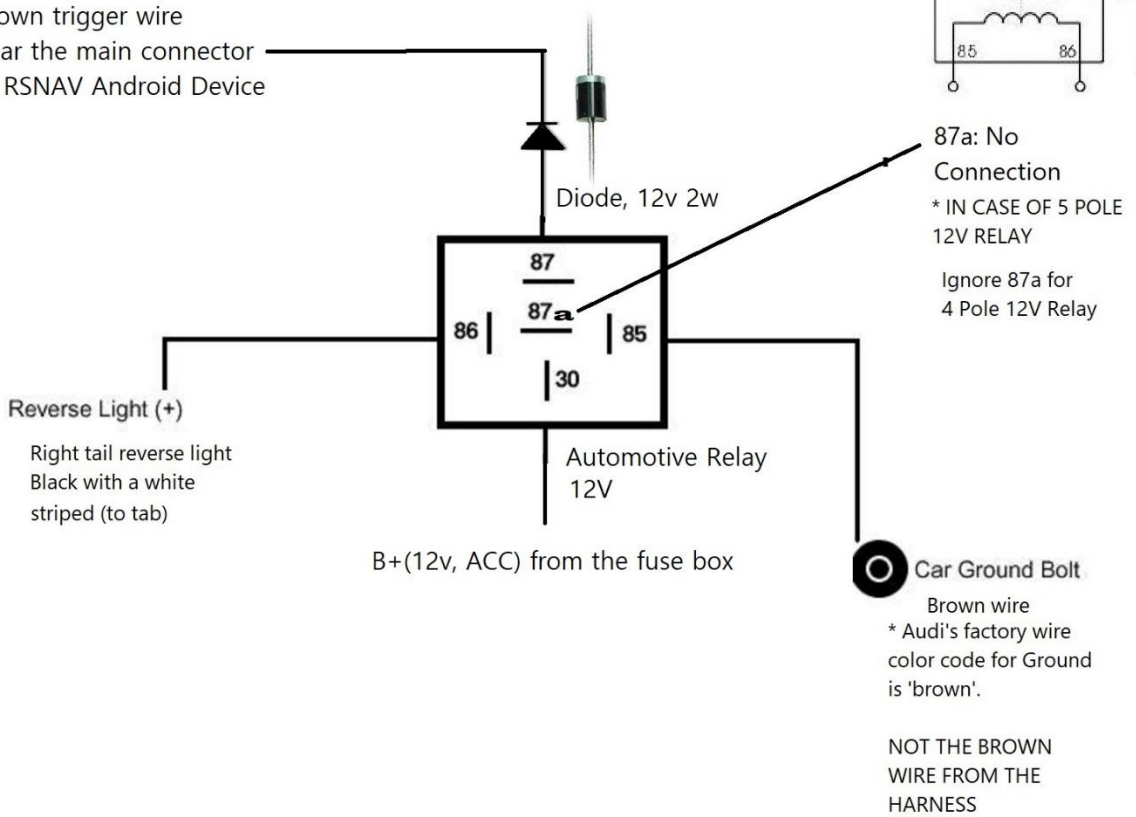 trigger wire
the main connector
RSNAV Android Device
85
86
87a: No
Connection
* IN CASE OF 5 POLE
12V RELAY
Ignore 87a for
4 Pole 12V Relay
Diode, 12v 2w
87
87a
86
85
30
Reverse Light (+)
Right tail reverse light
Black with a white
striped (to tab)
Automotive Relay
12V
B+(12v, ACC) from the fuse box
Car Ground Bolt
Brown wire
* Audi's factory wire
color code for Ground
is 'brown'.
NOT THE BROWN
WIRE FROM THE
HARNESS